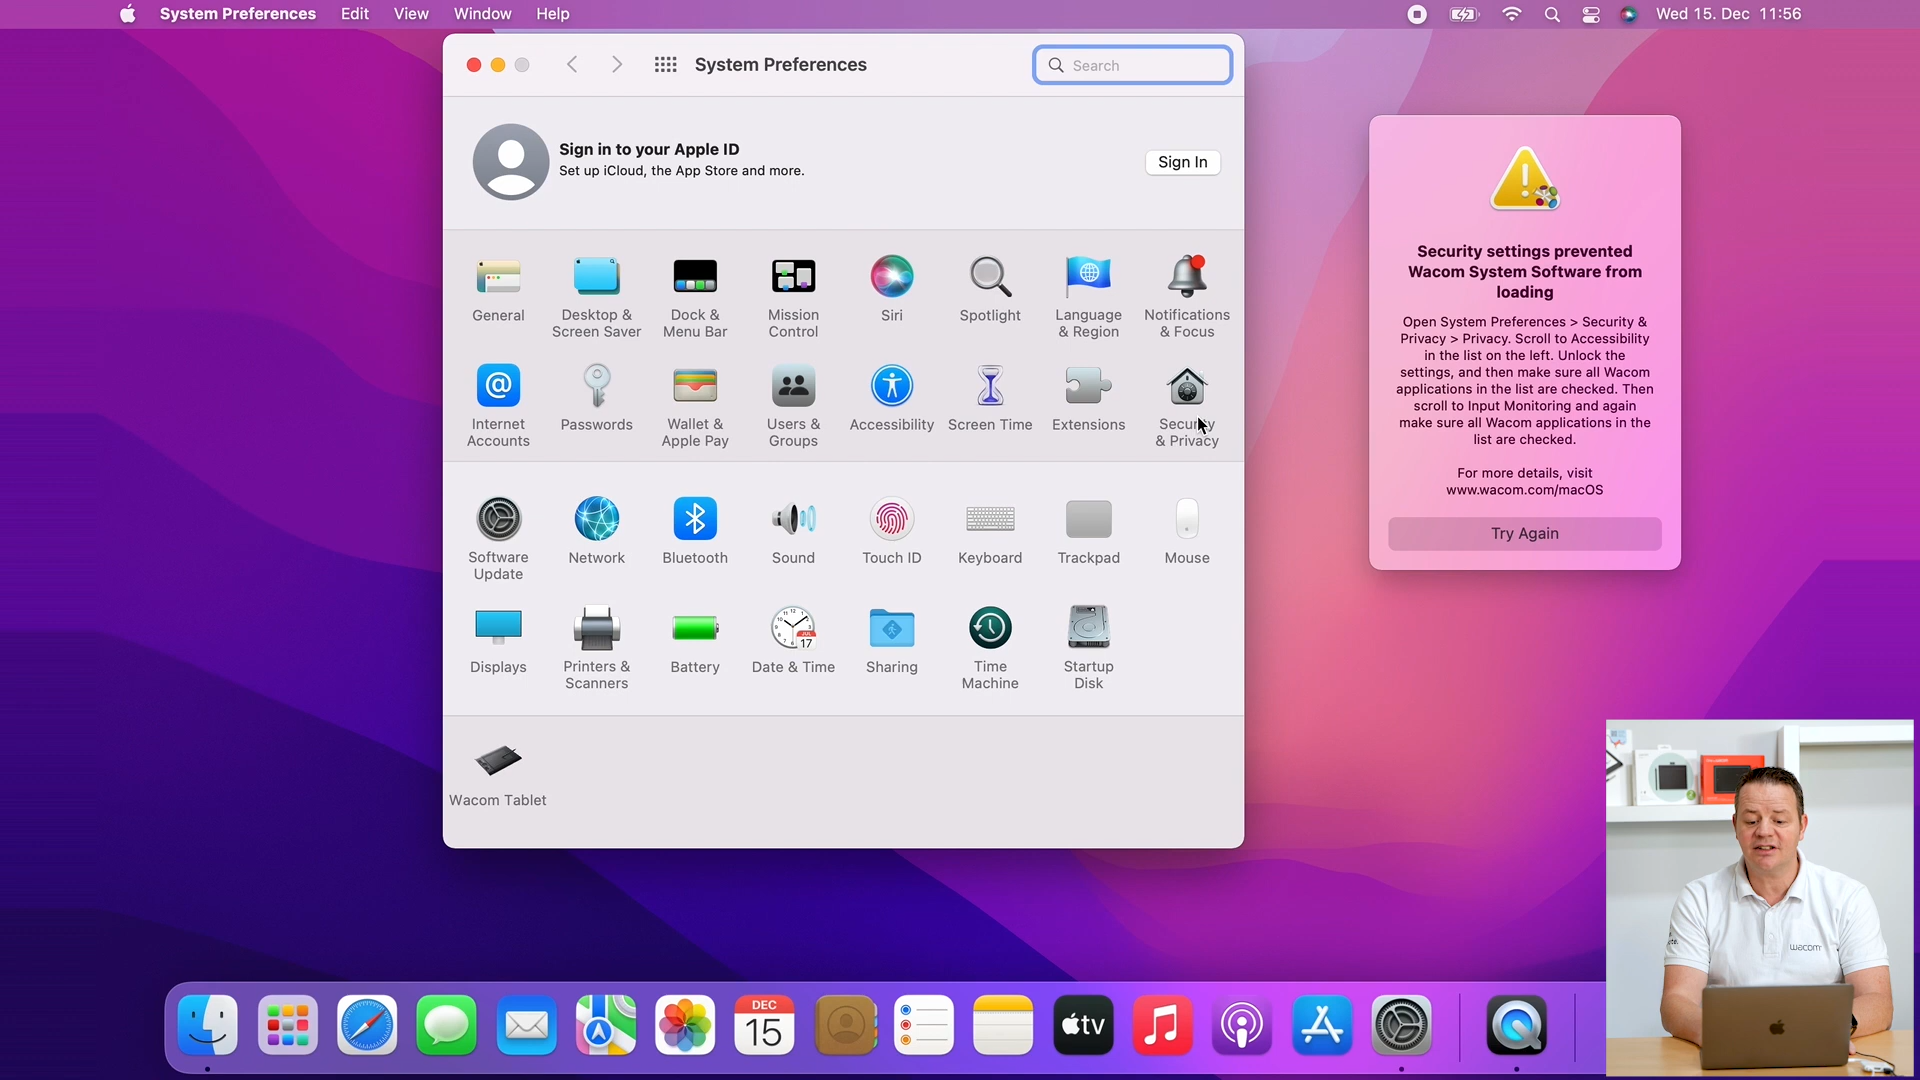 System Preferences Edit View Window Help
Wed 15. Dec 11:56
System Preferences
Search
Sign in to your Apple ID
Set up iCloud, the App Store and more.
Sign In
General
Desktop &
Screen Saver
Dock &
Menu Bar
Mission
Control
Siri
Spotlight
Language
& Region
Notifications
& Focus
Internet
Accounts
Passwords
Wallet &
Apple Pay
Users &
Groups
Accessibility
Screen Time
Extensions
Security
& Privacy
Software
Update
Network
Bluetooth
Sound
Touch ID
Keyboard
Trackpad
Mouse
Displays
Printers &
Scanners
Battery
JUL
17
Date & Time
Sharing
Time
Machine
Startup
Disk
Wacom Tablet
Security settings prevented
Wacom System Software from
loading
Open System Preferences > Security &
Privacy > Privacy. Scroll to Accessibility
in the list on the left. Unlock the
settings, and then make sure all Wacom
applications in the list are checked. Then
scroll to Input Monitoring and again
make sure all Wacom applications in the
list are checked.
For more details, visit
www.wacom.com/macOS
Try Again
wacom
DEC
15
tv